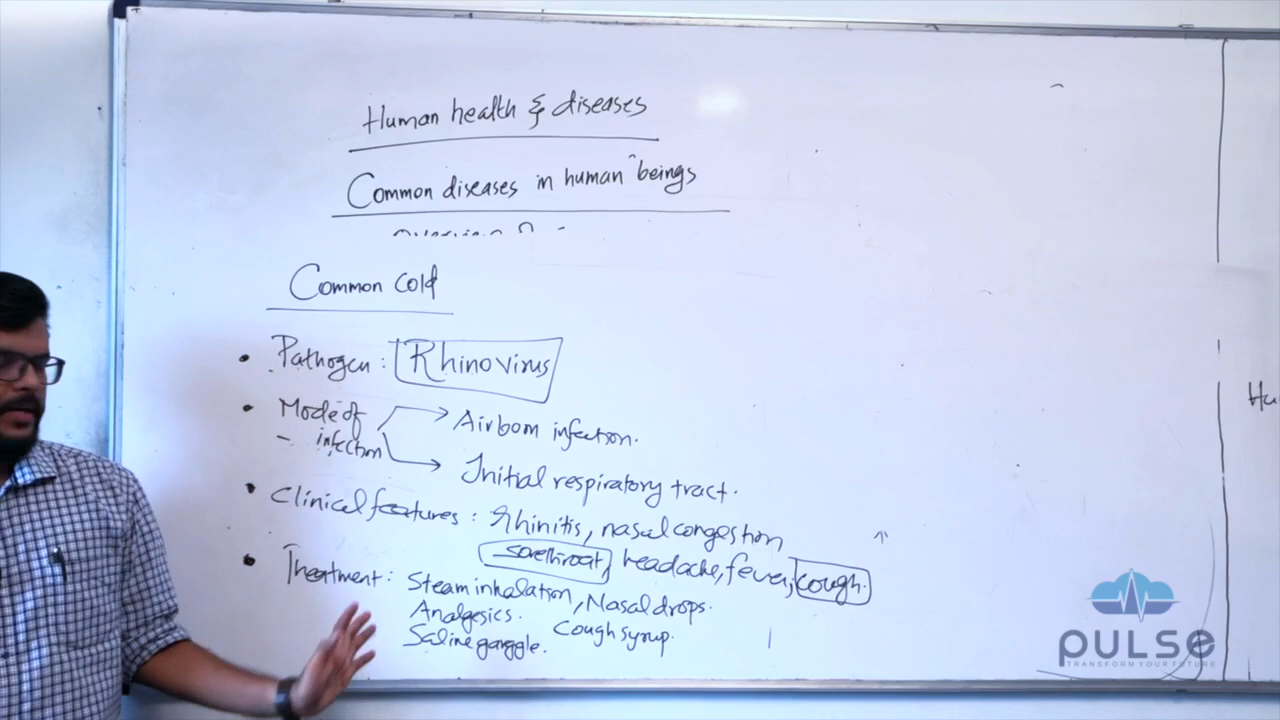 Human health & diseases
Common diseases in human beings
Common cold
• Pathogen : Rhinovirus
• Mode of infection
Airborn infection.
Initial respiratory tract.
• Clinical features : Rhinitis, nasal congestion
sorethroat, headache, fever, cough.
• Treatment : Steam inhalation, Nasal drops.
Analgesics. Cough syrup.
Saline gargle.
Hu
PULSE
TRANSFORM YOUR FUTURE